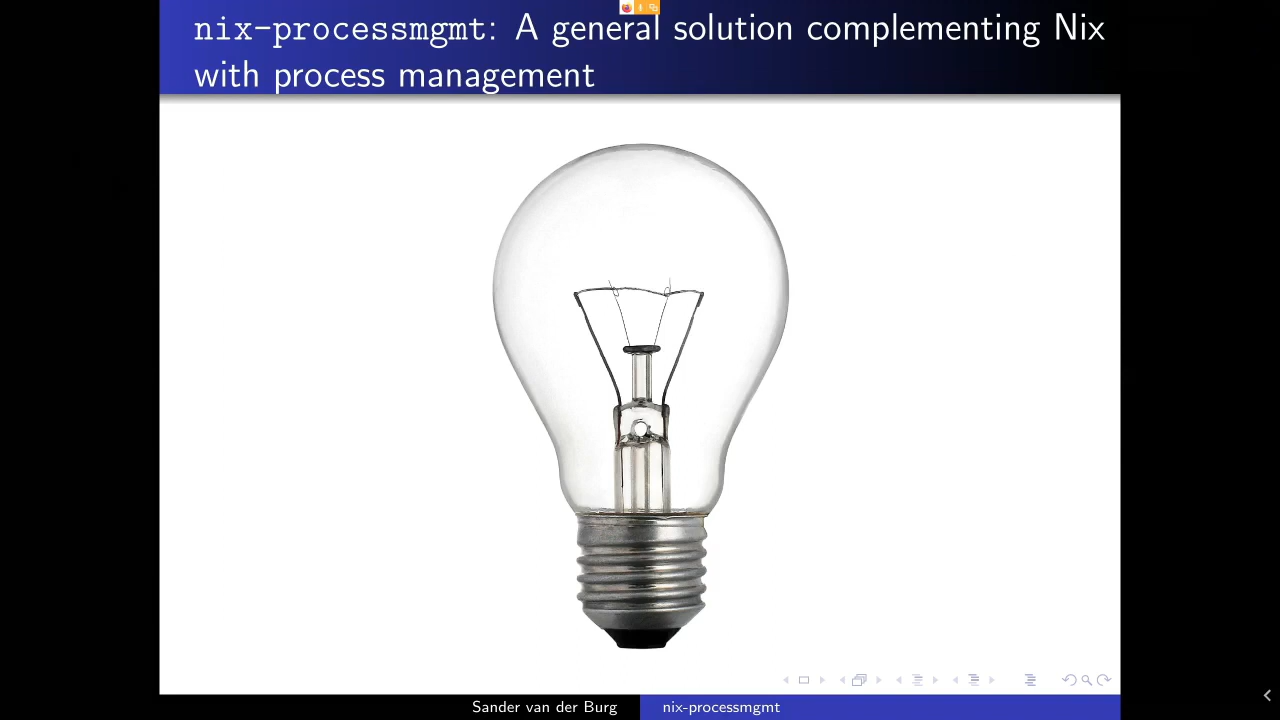 nix-processmgmt: A general solution complementing Nix
with process management
Sander van der Burg
nix-processmgmt